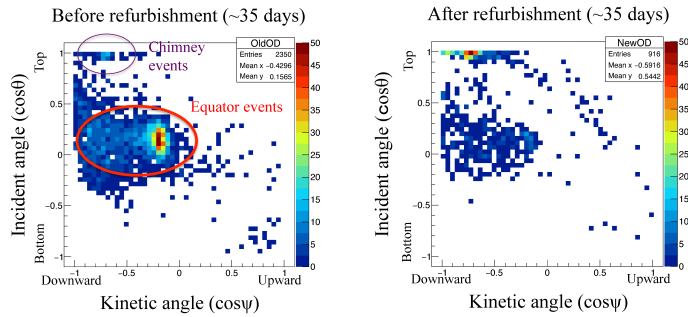 Before refurbishment (~35 days)
OldOD
Entries 2350
Mean x -0.4296
Mean y 0.1565
Chimney
events
Equator events
Incident angle (cosθ)
Top
Bottom
1
0.5
0
−0.5
−1
−1 −0.5 0 0.5 1
Downward Upward
Kinetic angle (cosψ)
50
45
40
35
30
25
20
15
10
5
0
After refurbishment (~35 days)
NewOD
Entries 916
Mean x -0.5916
Mean y 0.5442
Incident angle (cosθ)
Top
Bottom
1
0.5
0
−0.5
−1
−1 −0.5 0 0.5 1
Downward Upward
Kinetic angle (cosψ)
50
45
40
35
30
25
20
15
10
5
0